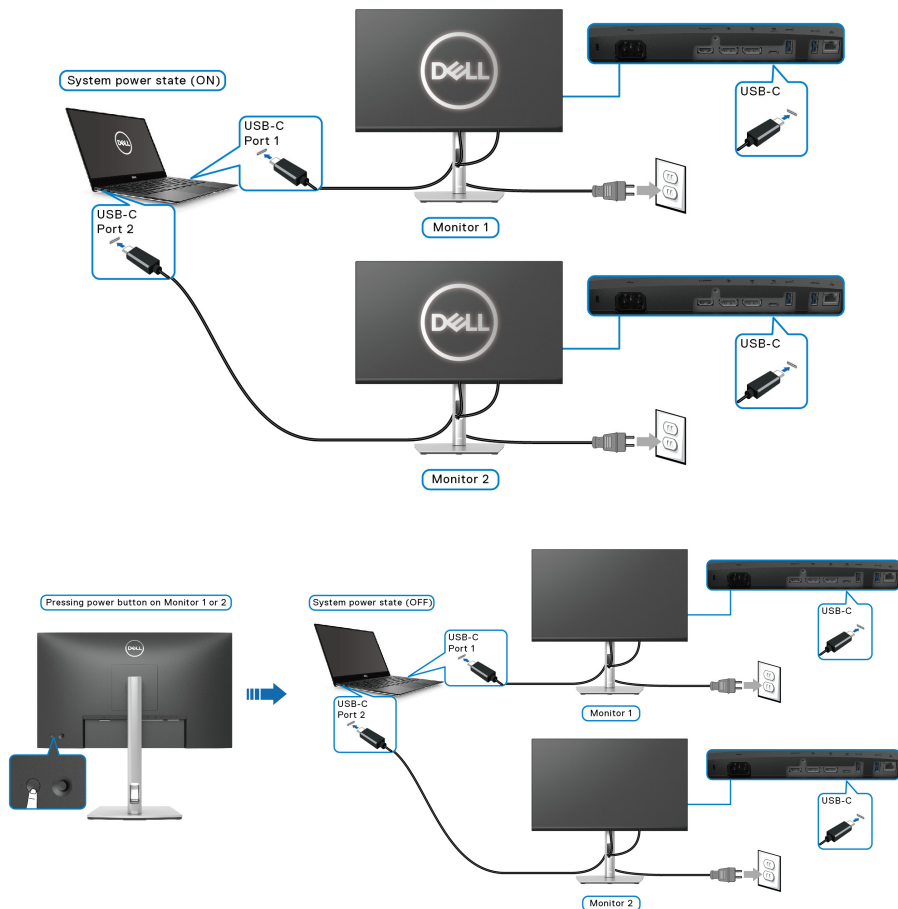 System power state (ON)
DELL
DELL
USB-C
Port 1
USB-C
Monitor 1
USB-C
Port 2
DELL
USB-C
Monitor 2
Pressing power button on Monitor 1 or 2
DELL
System power state (OFF)
USB-C
Port 1
USB-C
Monitor 1
USB-C
Port 2
USB-C
Monitor 2